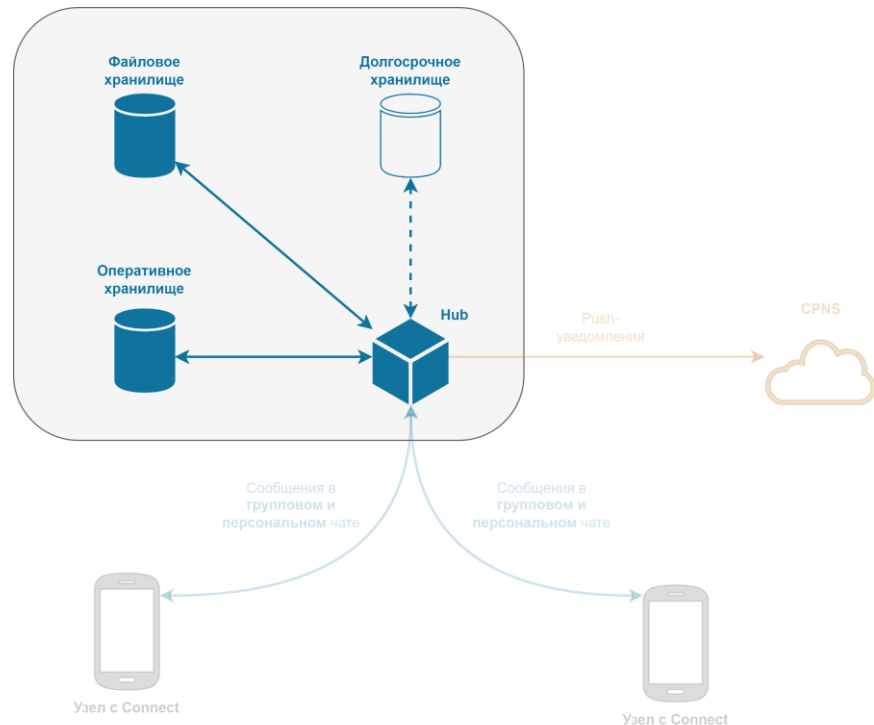 Файловое
хранилище
Долгосрочное
хранилище
Оперативное
хранилище
Hub
Push-
уведомления
CPNS
Сообщения в
групповом и
персональном чате
Сообщения в
групповом и
персональном чате
Узел с Connect
Узел с Connect